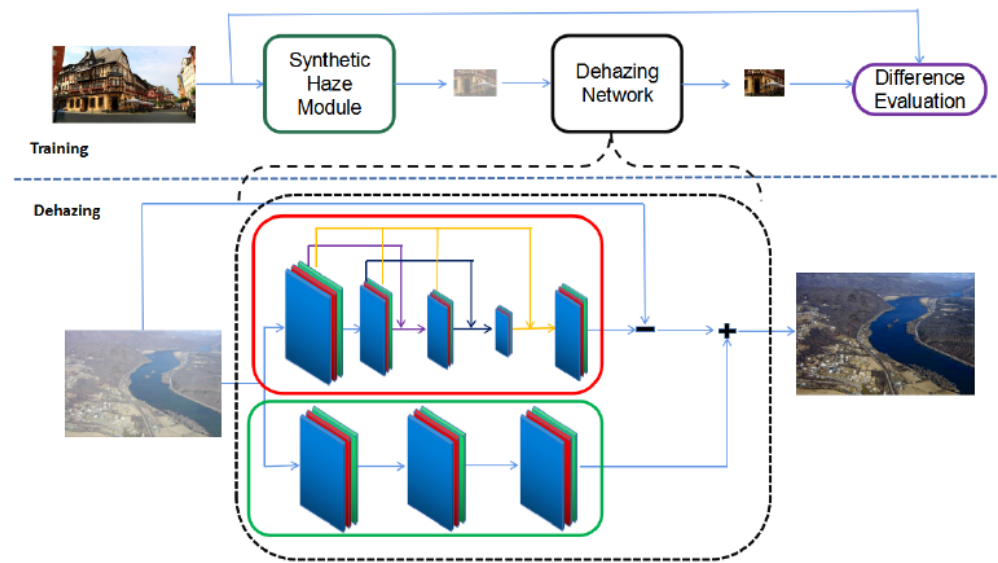 Synthetic
Haze
Module
Dehazing
Network
Difference
Evaluation
Training
Dehazing